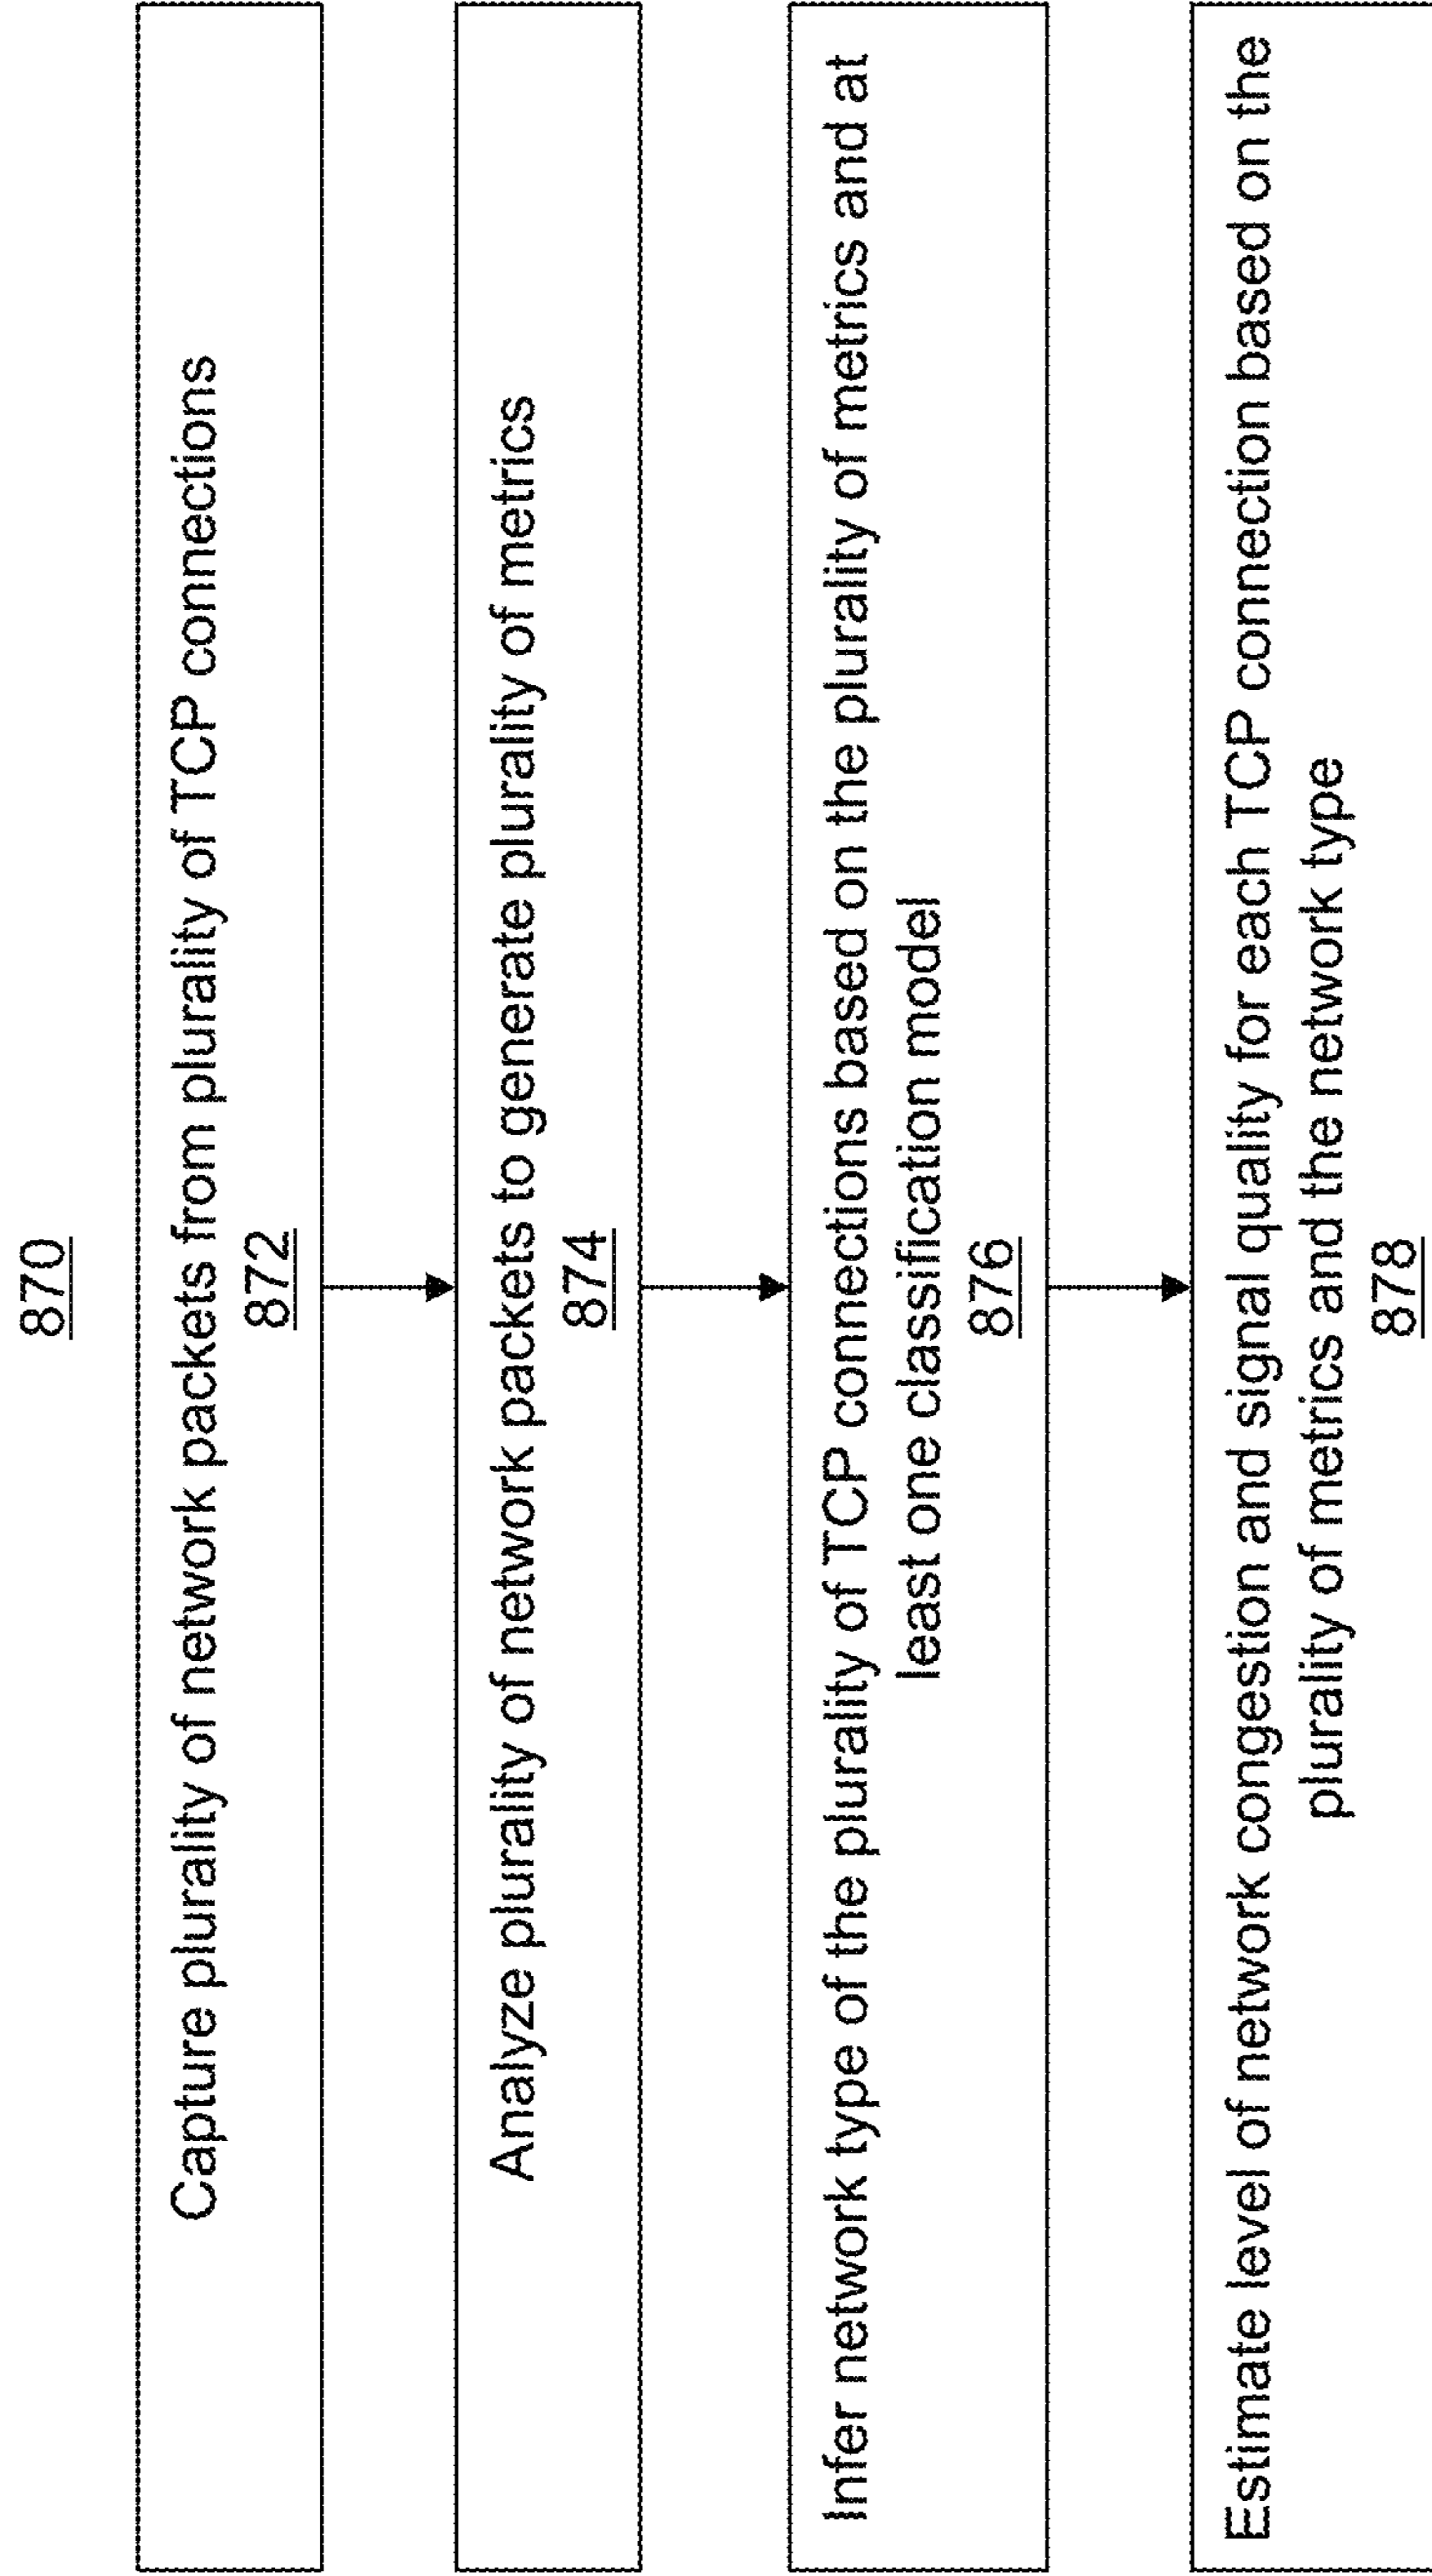 870
Capture plurality of network packets from plurality of TCP connections
872
Analyze plurality of network packets to generate plurality of metrics
874
Infer network type of the plurality of TCP connections based on the plurality of metrics and at
least one classification model
876
Estimate level of network congestion and signal quality for each TCP connection based on the
plurality of metrics and the network type
878